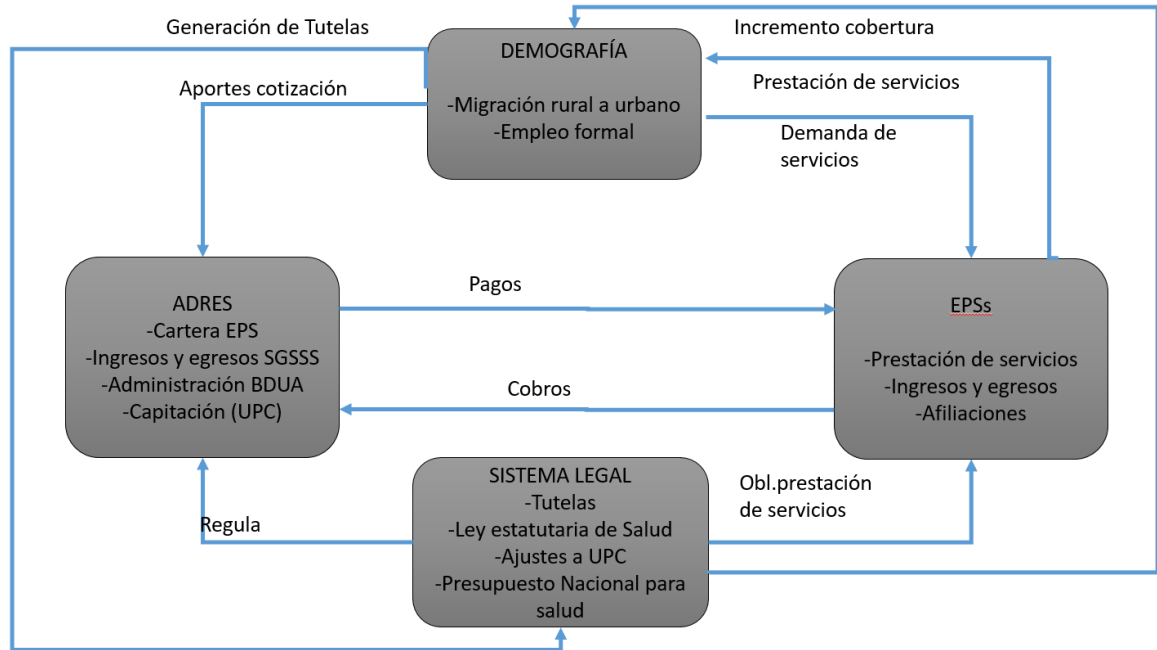 Generación de Tutelas
Incremento cobertura
DEMOGRAFÍA
Aportes cotización
Prestación de servicios
-Migración rural a urbano
-Empleo formal
Demanda de
servicios
ADRES
-Cartera EPS
-Ingresos y egresos SGSSS
-Administración BDUA
-Capitación (UPC)
Pagos
Cobros
EPSs
-Prestación de servicios
-Ingresos y egresos
-Afiliaciones
SISTEMA LEGAL
-Tutelas
-Ley estatutaria de Salud
-Ajustes a UPC
-Presupuesto Nacional para
salud
Regula
Obl.prestación
de servicios